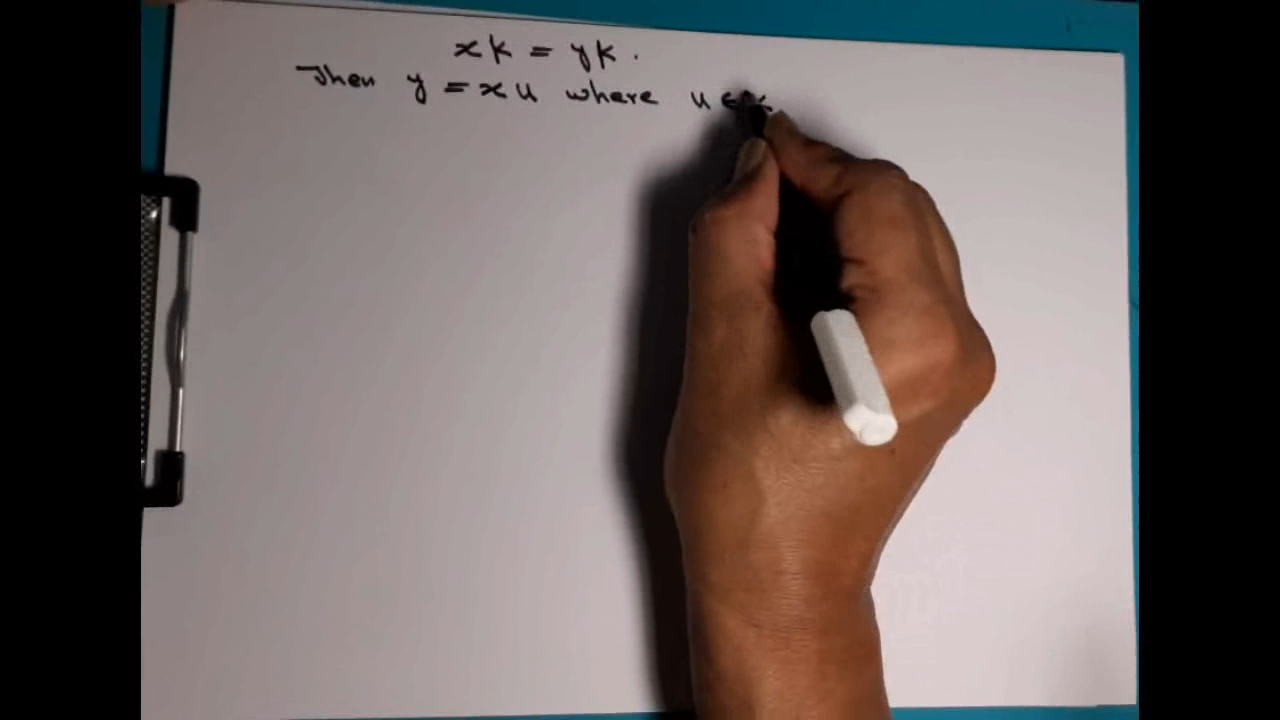 xK = yK.
Then y = xu where u ∈ K